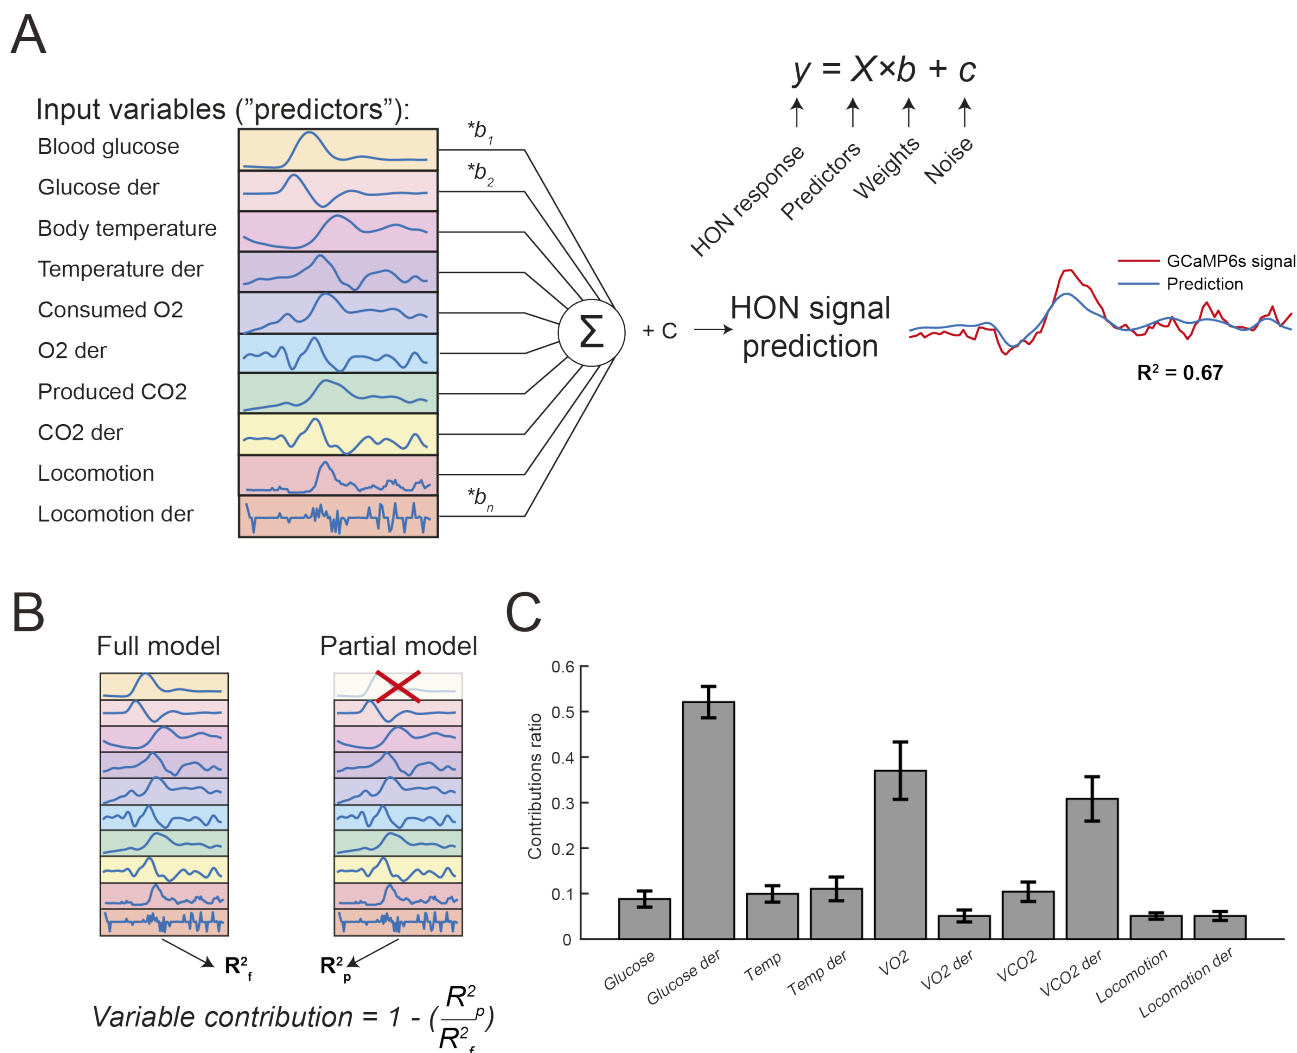 A
y = X×b + c
HON response
Predictors
Weights
Noise
Input variables ("predictors"):
Blood glucose
Glucose der
Body temperature
Temperature der
Consumed O2
O2 der
Produced CO2
CO2 der
Locomotion
Locomotion der
*b1
*b2
*bn
Σ
+ C
HON signal
prediction
GCaMP6s signal
Prediction
R² = 0.67
B
Full model
Partial model
R²f
R²p
Variable contribution = 1 - (R²p/R²f)
C
Contributions ratio
0.6
0.5
0.4
0.3
0.2
0.1
0
Glucose
Glucose der
Temp
Temp der
VO2
VO2 der
VCO2
VCO2 der
Locomotion
Locomotion der